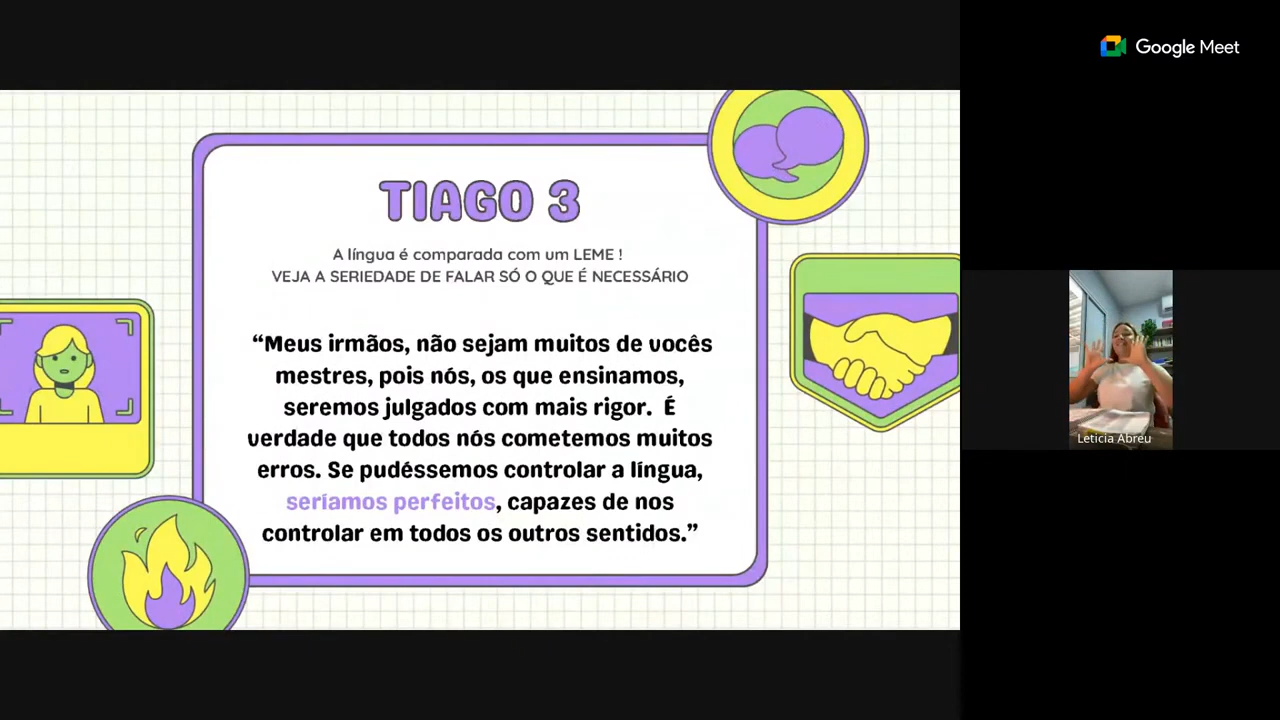 Google Meet
TIAGO 3
A língua é comparada com um LEME !
VEJA A SERIEDADE DE FALAR SÓ O QUE É NECESSÁRIO
“Meus irmãos, não sejam muitos de vocês
mestres, pois nós, os que ensinamos,
seremos julgados com mais rigor. É
verdade que todos nós cometemos muitos
erros. Se pudéssemos controlar a língua,
seríamos perfeitos, capazes de nos
controlar em todos os outros sentidos.”
Leticia Abreu